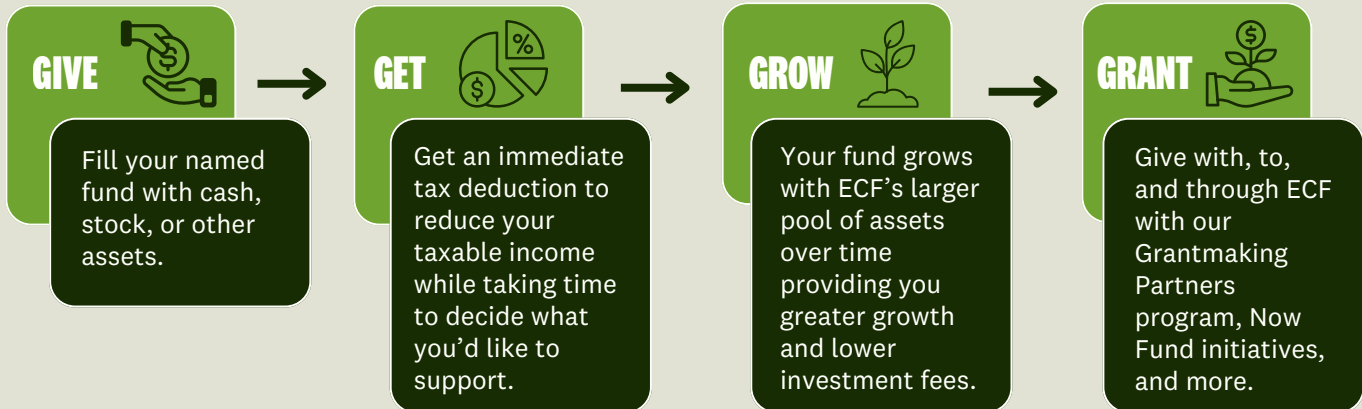 GIVE
$
Fill your named
fund with cash,
stock, or other
assets.
GET
%
$
Get an immediate
tax deduction to
reduce your
taxable income
while taking time
to decide what
you’d like to
support.
GROW
Your fund grows
with ECF’s larger
pool of assets
over time
providing you
greater growth
and lower
investment fees.
GRANT
$
Give with, to,
and through ECF
with our
Grantmaking
Partners
program, Now
Fund initiatives,
and more.